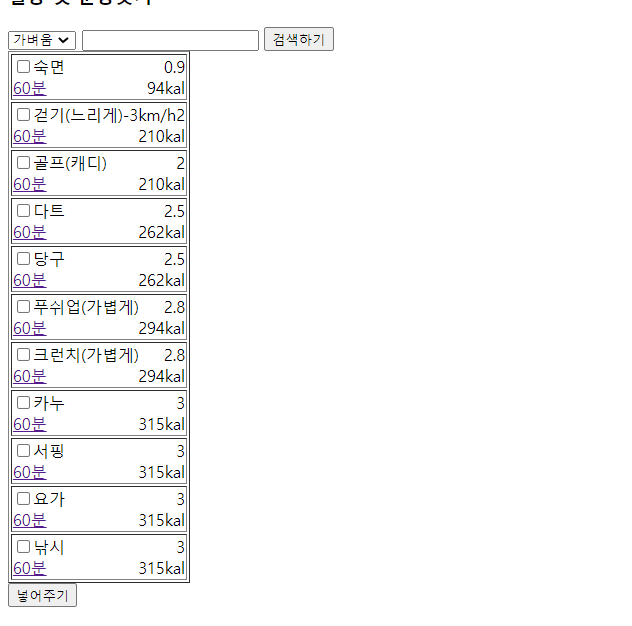 가벼움 검색하기
숙면 0.9
60분 94kal
걷기(느리게)-3km/h2
60분 210kal
골프(캐디) 2
60분 210kal
다트 2.5
60분 262kal
당구 2.5
60분 262kal
푸쉬업(가볍게) 2.8
60분 294kal
크런치(가볍게) 2.8
60분 294kal
카누 3
60분 315kal
서핑 3
60분 315kal
요가 3
60분 315kal
낚시 3
60분 315kal
넣어주기